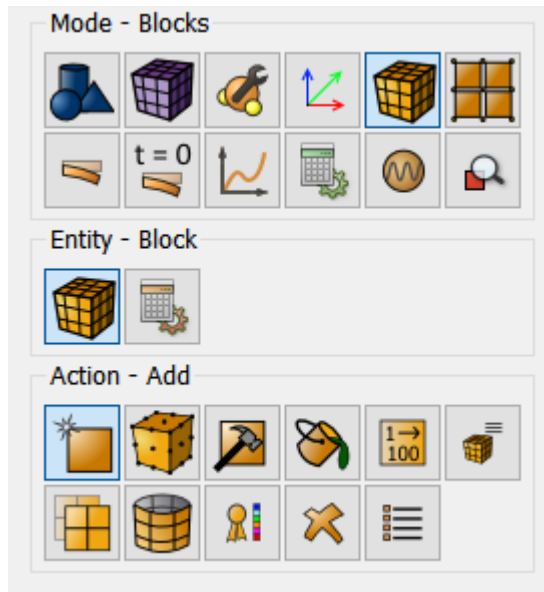 Mode - Blocks
t = 0
Entity - Block
Action - Add
1→
100